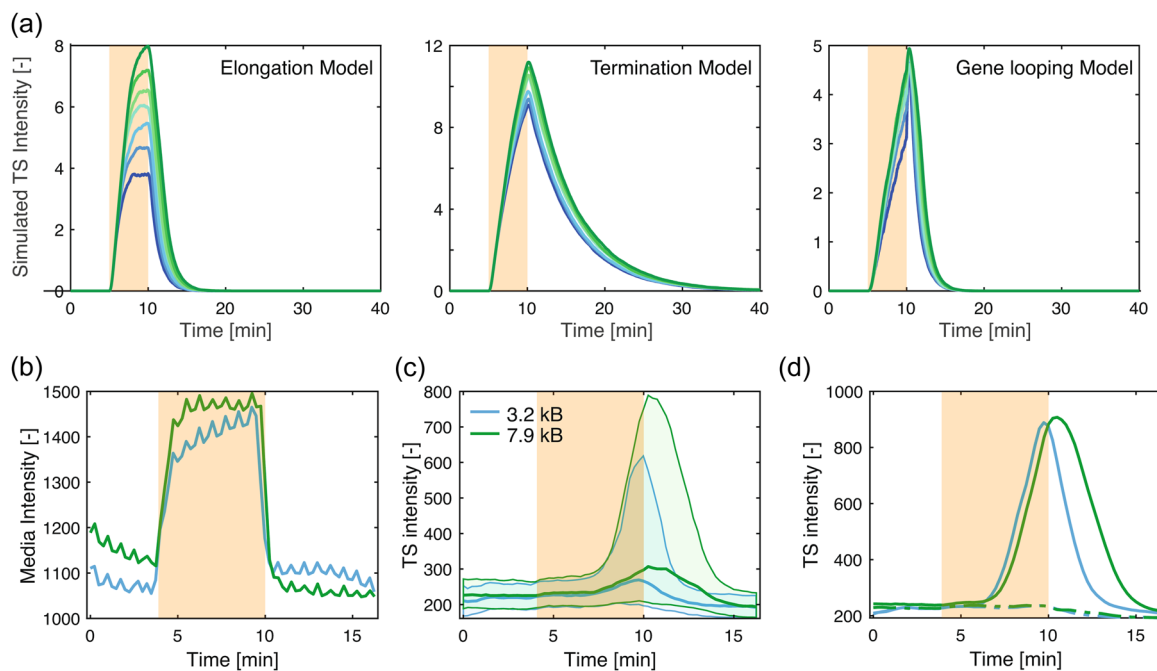 (a)
Simulated TS Intensity [-]
8
6
4
2
0
0 10 20 30 40
Time [min]
Elongation Model
12
9
6
3
0
0 10 20 30 40
Time [min]
Termination Model
5
4
3
2
1
0
0 10 20 30 40
Time [min]
Gene looping Model
(b)
Media Intensity [-]
1500
1400
1300
1200
1100
1000
0 5 10 15
Time [min]
(c)
TS intensity [-]
800
700
600
500
400
300
200
3.2 kB
7.9 kB
0 5 10 15
Time [min]
(d)
TS intensity [-]
1000
800
600
400
200
0 5 10 15
Time [min]